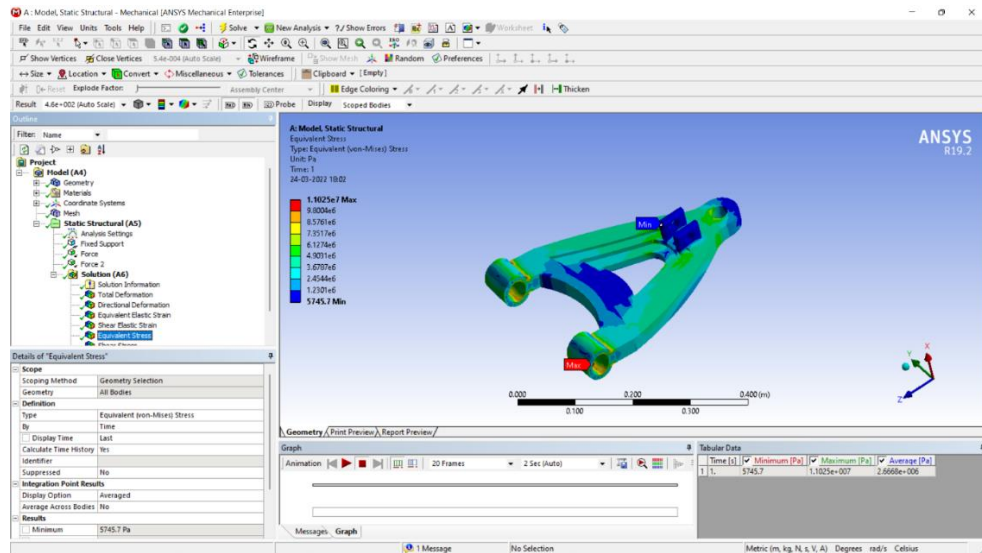 A : Model, Static Structural - Mechanical [ANSYS Mechanical Enterprise]
File Edit View Units Tools Help Solve New Analysis ?/ Show Errors Worksheet
Show Vertices Close Vertices 5.4e-004 (Auto Scale) Wireframe Show Mesh Random Preferences
Size Location Convert Miscellaneous Tolerances Clipboard [Empty]
Reset Explode Factor: Assembly Center Edge Coloring Thicken
Result 4.6e+002 (Auto Scale) Probe Display Scoped Bodies
Outline
Filter: Name
Project
Model (A4)
Geometry
Materials
Coordinate Systems
Mesh
Static Structural (A5)
Analysis Settings
Fixed Support
Force
Force 2
Solution (A6)
Solution Information
Total Deformation
Directional Deformation
Equivalent Elastic Strain
Shear Elastic Strain
Equivalent Stress
Details of "Equivalent Stress"
Scope
Scoping Method Geometry Selection
Geometry All Bodies
Definition
Type Equivalent (von-Mises) Stress
By Time
Display Time Last
Calculate Time History Yes
Identifier
Suppressed No
Integration Point Results
Display Option Averaged
Average Across Bodies No
Results
Minimum 5745.7 Pa
A: Model, Static Structural
Equivalent Stress
Type: Equivalent (von-Mises) Stress
Unit: Pa
Time: 1
24-03-2022 18:02
1.1025e7 Max
9.8004e6
8.5761e6
7.3517e6
6.1274e6
4.9031e6
3.6787e6
2.4544e6
1.2301e6
5745.7 Min
ANSYS
R19.2
Min
Max
0.000 0.200 0.400 (m)
0.100 0.300
X
Y
Z
Geometry Print Preview Report Preview
Graph
Animation 20 Frames 2 Sec (Auto)
Messages Graph
Tabular Data
Time [s] Minimum [Pa] Maximum [Pa] Average [Pa]
1 1. 5745.7 1.1025e+007 2.6668e+006
1 Message No Selection Metric (m, kg, N, s, V, A) Degrees rad/s Celsius